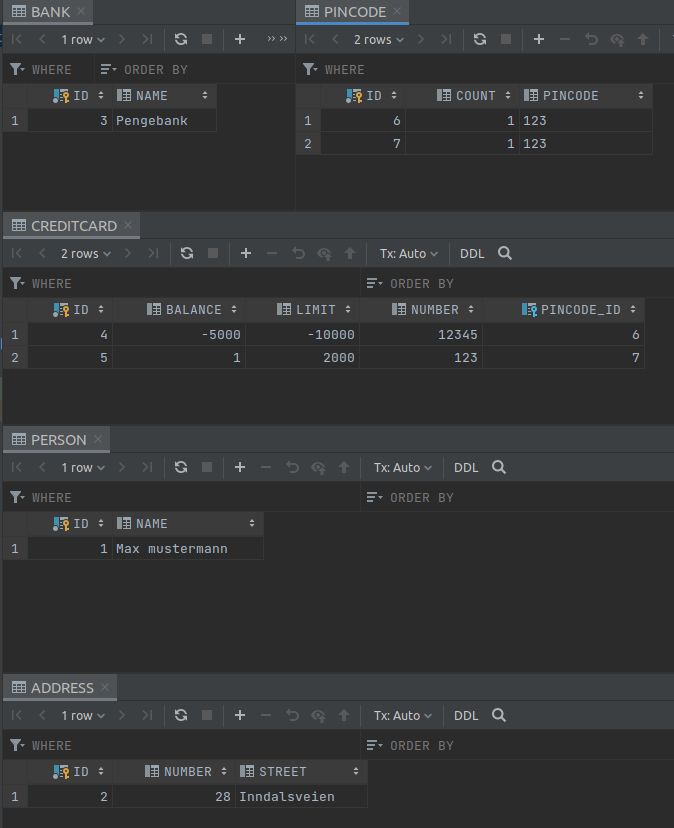 BANK
1 row
WHERE ORDER BY
ID NAME
1 3 Pengebank
PINCODE
2 rows
WHERE
ID COUNT PINCODE
1 6 1 123
2 7 1 123
CREDITCARD
2 rows Tx: Auto DDL
WHERE ORDER BY
ID BALANCE LIMIT NUMBER PINCODE_ID
1 4 -5000 -10000 12345 6
2 5 1 2000 123 7
PERSON
1 row Tx: Auto DDL
WHERE ORDER BY
ID NAME
1 1 Max mustermann
ADDRESS
1 row Tx: Auto DDL
WHERE ORDER BY
ID NUMBER STREET
1 2 28 Inndalsveien